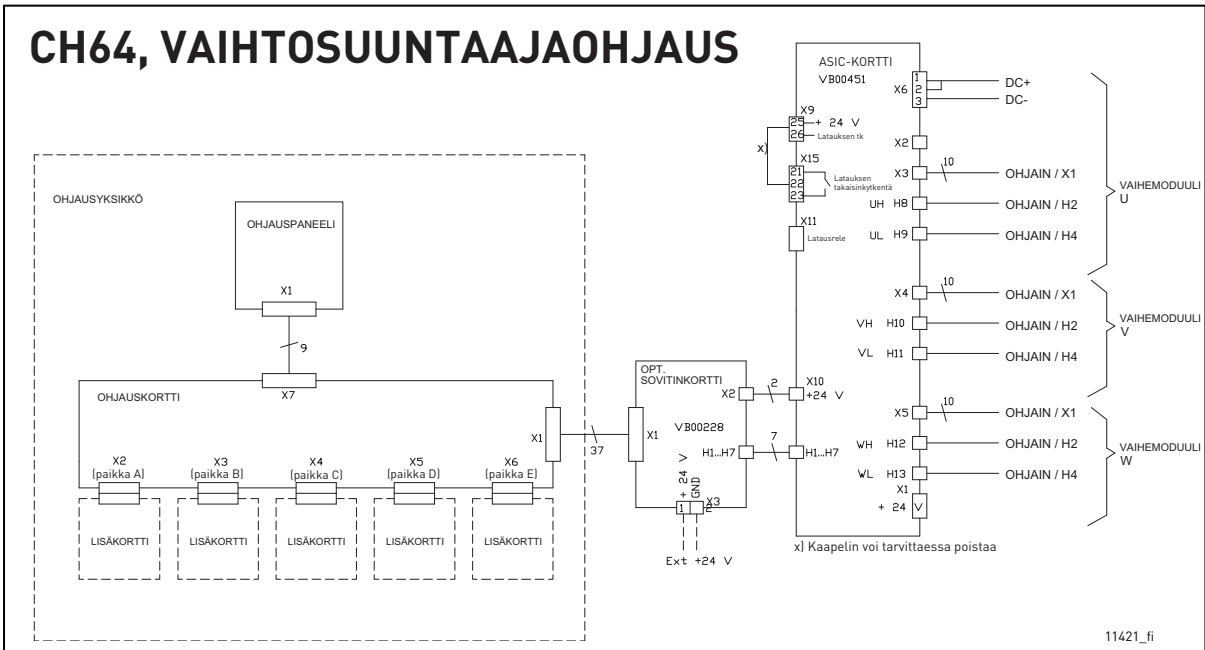 CH64, VAIHTOSUUNTAAJAOHJAUS
OHJAUSYKSIKKÖ
OHJAUSPANEELI
X1
9
X7
OHJAUSKORTTI
X2
(paikka A)
X3
(paikka B)
X4
(paikka C)
X5
(paikka D)
X6
(paikka E)
LISÄKORTTI
LISÄKORTTI
LISÄKORTTI
LISÄKORTTI
LISÄKORTTI
X1
37
OPT.
SOVITINKORTTI
X1
X2
VB00228
H1...H7
+ 24 V
GND
X3
1
2
Ext +24 V
2
7
ASIC-KORTTI
VB00451
X9
25
26
+ 24 V
Latauksen tk
x)
X15
21
22
23
Latauksen
takaisinkytkentä
X11
Latausrele
X10
+24 V
H1...H7
X6
1
2
3
DC+
DC-
X2
X3
10
OHJAIN / X1
UH H8
OHJAIN / H2
UL H9
OHJAIN / H4
VAIHEMODUULI
U
X4
10
OHJAIN / X1
VH H10
OHJAIN / H2
VL H11
OHJAIN / H4
VAIHEMODUULI
V
X5
10
OHJAIN / X1
WH H12
OHJAIN / H2
WL H13
OHJAIN / H4
VAIHEMODUULI
W
X1
+ 24 V
x) Kaapelin voi tarvittaessa poistaa
11421_fi